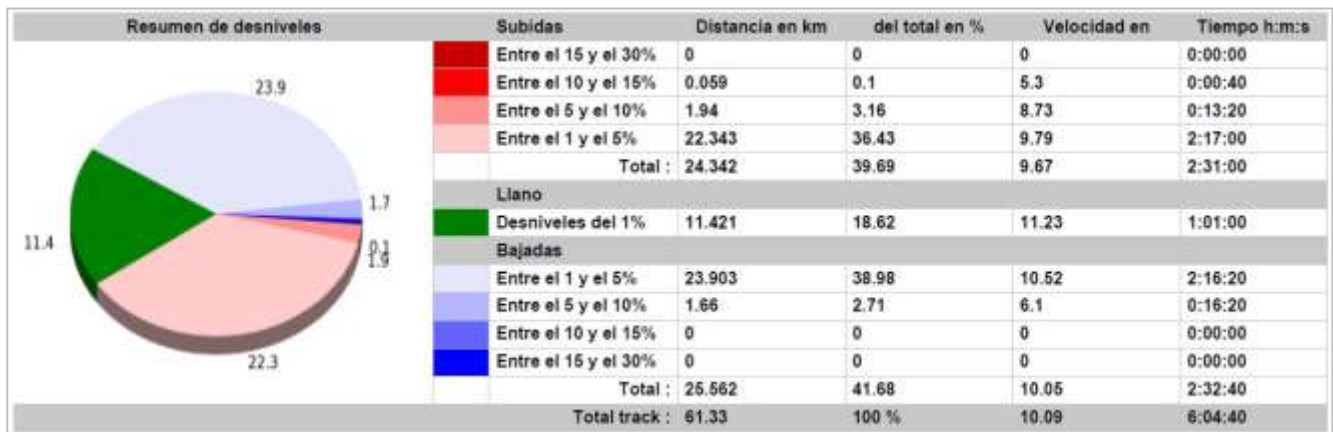 Resumen de desniveles Subidas Distancia en km del total en % Velocidad en Tiempo h:m:s
Entre el 15 y el 30% 0 0 0 0:00:00
Entre el 10 y el 15% 0.059 0.1 5.3 0:00:40
Entre el 5 y el 10% 1.94 3.16 8.73 0:13:20
Entre el 1 y el 5% 22.343 36.43 9.79 2:17:00
Total : 24.342 39.69 9.67 2:31:00
Llano
Desniveles del 1% 11.421 18.62 11.23 1:01:00
Bajadas
Entre el 1 y el 5% 23.903 38.98 10.52 2:16:20
Entre el 5 y el 10% 1.66 2.71 6.1 0:16:20
Entre el 10 y el 15% 0 0 0 0:00:00
Entre el 15 y el 30% 0 0 0 0:00:00
Total : 25.562 41.68 10.05 2:32:40
Total track : 61.33 100 % 10.09 6:04:40
23.9
1.7
0.1
1.9
11.4
22.3